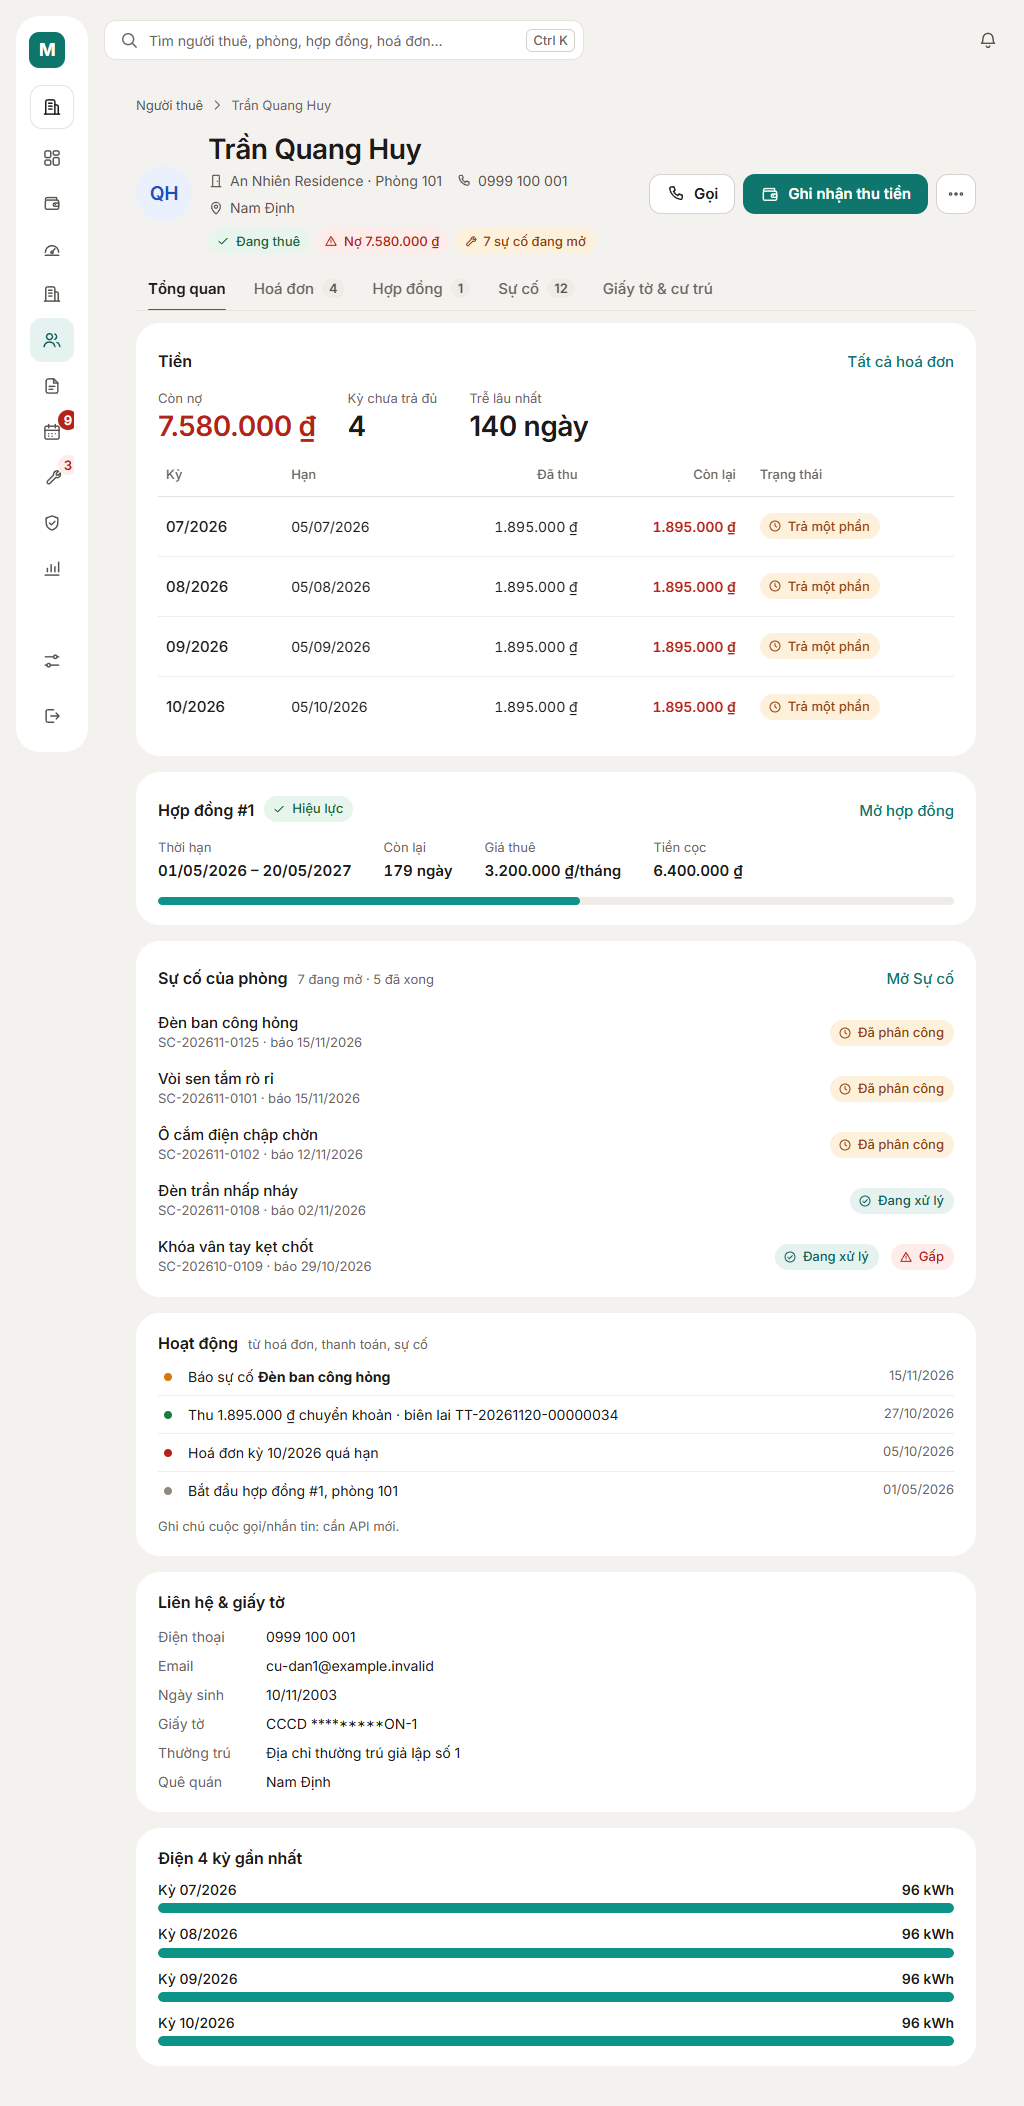 M
Tìm người thuê, phòng, hợp đồng, hoá đơn... Ctrl K
Người thuê > Trần Quang Huy
QH
Trần Quang Huy
An Nhiên Residence · Phòng 101 0999 100 001
Nam Định
Đang thuê Nợ 7.580.000 ₫ 7 sự cố đang mở
Gọi Ghi nhận thu tiền
Tổng quan Hoá đơn 4 Hợp đồng 1 Sự cố 12 Giấy tờ & cư trú
9
3
Tiền Tất cả hoá đơn
Còn nợ Kỳ chưa trả đủ Trễ lâu nhất
7.580.000 ₫ 4 140 ngày
Kỳ Hạn Đã thu Còn lại Trạng thái
07/2026 05/07/2026 1.895.000 ₫ 1.895.000 ₫ Trả một phần
08/2026 05/08/2026 1.895.000 ₫ 1.895.000 ₫ Trả một phần
09/2026 05/09/2026 1.895.000 ₫ 1.895.000 ₫ Trả một phần
10/2026 05/10/2026 1.895.000 ₫ 1.895.000 ₫ Trả một phần
Hợp đồng #1 Hiệu lực Mở hợp đồng
Thời hạn Còn lại Giá thuê Tiền cọc
01/05/2026 – 20/05/2027 179 ngày 3.200.000 ₫/tháng 6.400.000 ₫
Sự cố của phòng 7 đang mở · 5 đã xong Mở Sự cố
Đèn ban công hỏng
SC-202611-0125 · báo 15/11/2026 Đã phân công
Vòi sen tắm rò rỉ
SC-202611-0101 · báo 15/11/2026 Đã phân công
Ổ cắm điện chập chờn
SC-202611-0102 · báo 12/11/2026 Đã phân công
Đèn trần nhấp nháy
SC-202611-0108 · báo 02/11/2026 Đang xử lý
Khóa vân tay kẹt chốt
SC-202610-0109 · báo 29/10/2026 Đang xử lý Gấp
Hoạt động từ hoá đơn, thanh toán, sự cố
Báo sự cố Đèn ban công hỏng 15/11/2026
Thu 1.895.000 ₫ chuyển khoản · biên lai TT-20261120-00000034 27/10/2026
Hoá đơn kỳ 10/2026 quá hạn 05/10/2026
Bắt đầu hợp đồng #1, phòng 101 01/05/2026
Ghi chú cuộc gọi/nhắn tin: cần API mới.
Liên hệ & giấy tờ
Điện thoại 0999 100 001
Email cu-dan1@example.invalid
Ngày sinh 10/11/2003
Giấy tờ CCCD *********ON-1
Thường trú Địa chỉ thường trú giả lập số 1
Quê quán Nam Định
Điện 4 kỳ gần nhất
Kỳ 07/2026 96 kWh
Kỳ 08/2026 96 kWh
Kỳ 09/2026 96 kWh
Kỳ 10/2026 96 kWh